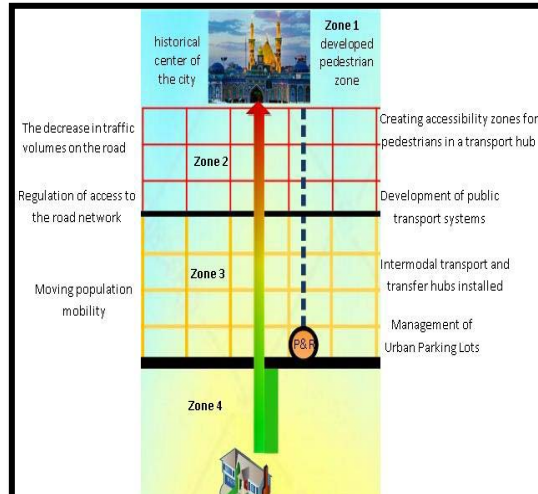 historical
center of
the city
Zone 1
developed
pedestrian
zone
The decrease in traffic
volumes on the road
Zone 2
Creating accessibility zones for
pedestrians in a transport hub
Regulation of access to
the road network
Development of public
transport systems
Zone 3
Moving population
mobility
Intermodal transport and
transfer hubs installed
Management of
Urban Parking Lots
P&R
Zone 4